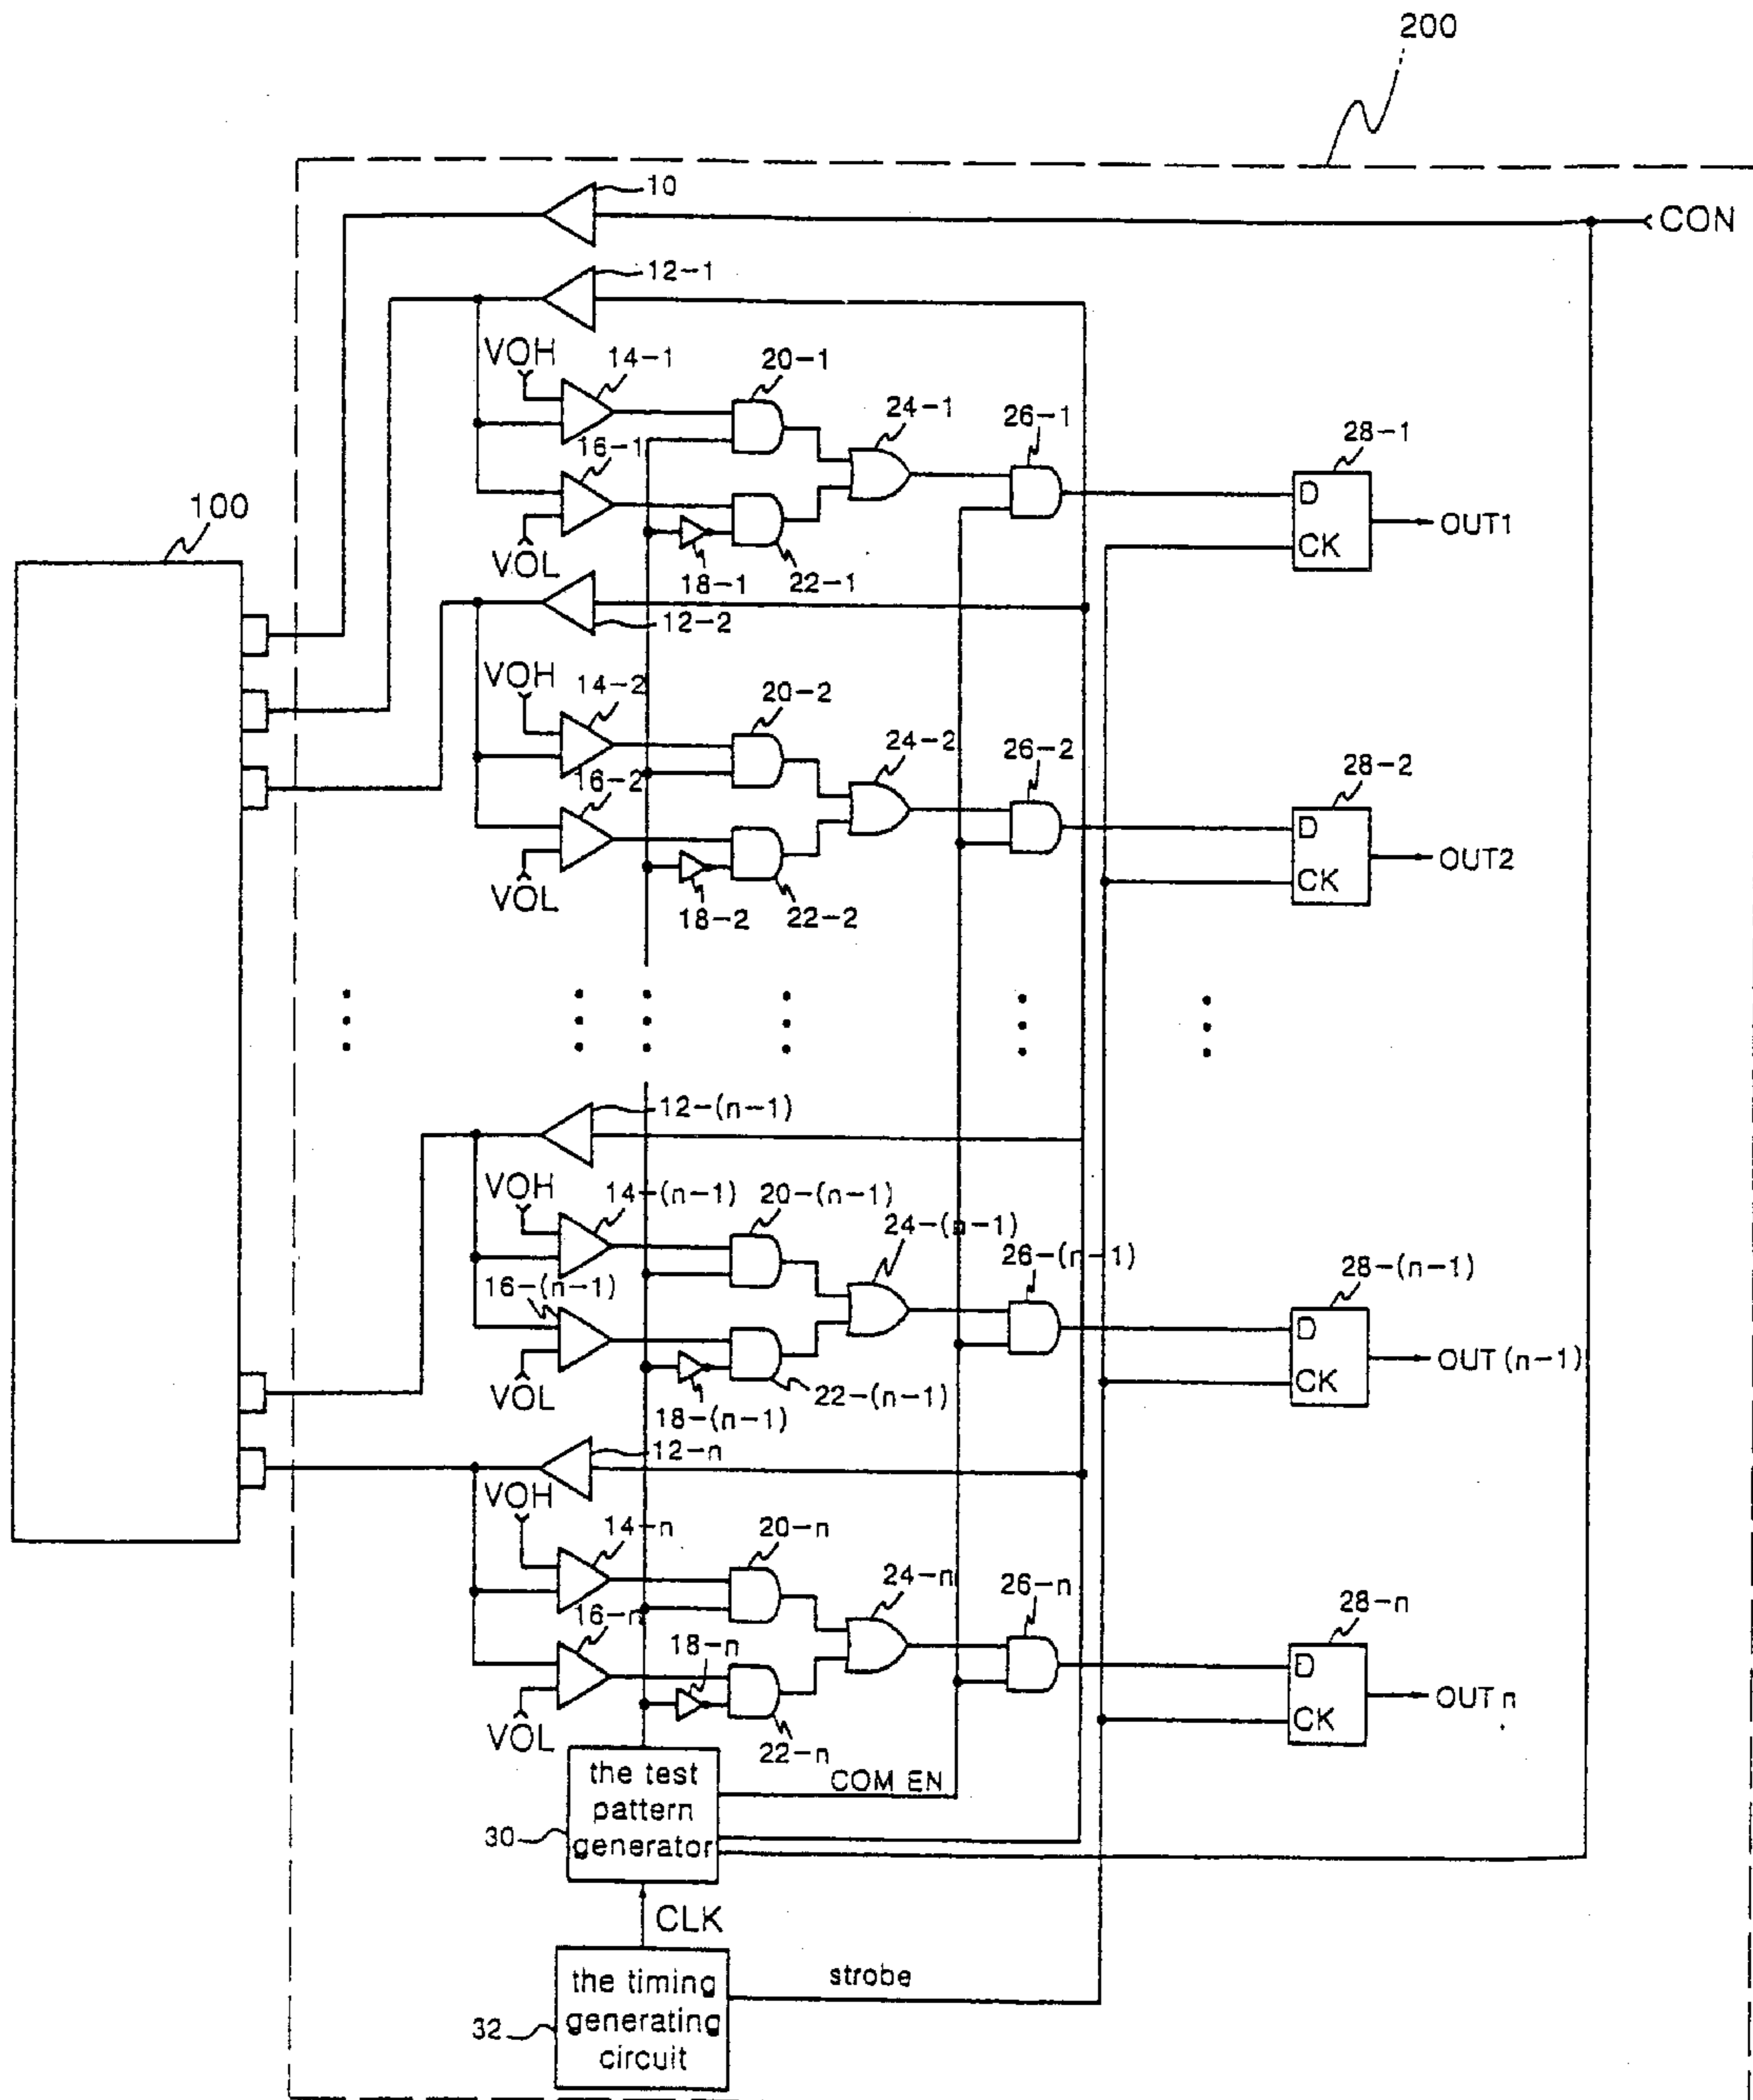 200
10
CON
12-1
VOH
14-1
20-1
24-1
26-1
28-1
16-1
D
OUT1
CK
100
VOL
18-1
22-1
12-2
VOH
14-2
20-2
24-2
26-2
28-2
16-2
D
OUT2
CK
VOL
18-2
22-2
12-(n-1)
VOH
14-(n-1)
20-(n-1)
24-(n-1)
26-(n-1)
28-(n-1)
16-(n-1)
D
OUT(n-1)
CK
VOL
18-(n-1)
22-(n-1)
12-n
VOH
14-n
20-n
24-n
26-n
28-n
16-n
18-n
D
OUTn
CK
VOL
22-n
the test
pattern
generator
30
COM EN
CLK
the timing
generating
circuit
32
strobe